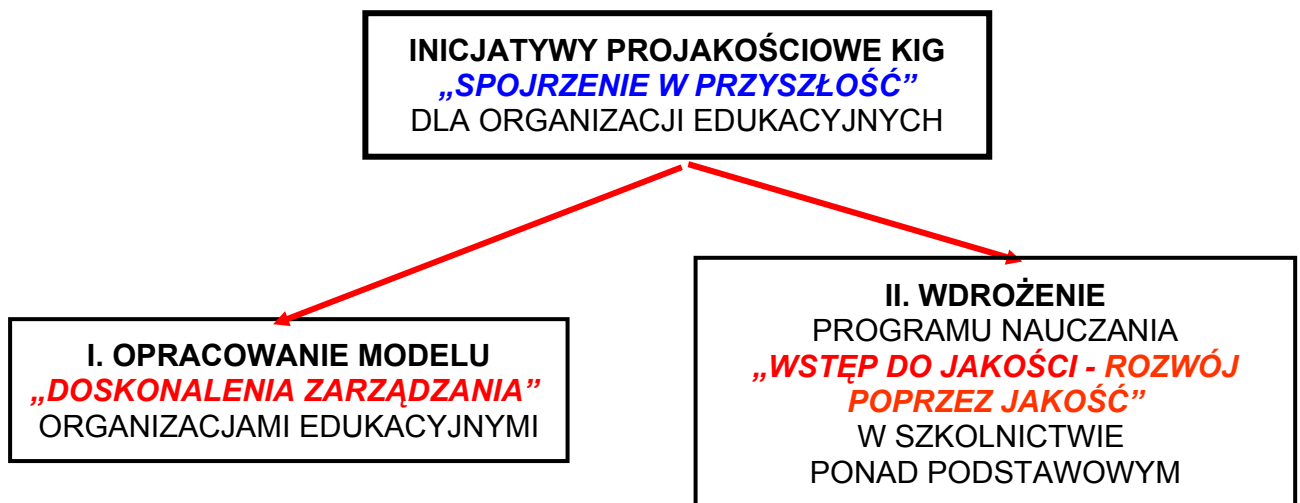 INICJATYWY PROJAKOŚCIOWE KIG
„SPOJRZENIE W PRZYSZŁOŚĆ”
DLA ORGANIZACJI EDUKACYJNYCH
I. OPRACOWANIE MODELU
„DOSKONALENIA ZARZĄDZANIA”
ORGANIZACJAMI EDUKACYJNYMI
II. WDROŻENIE
PROGRAMU NAUCZANIA
„WSTĘP DO JAKOŚCI - ROZWÓJ
POPRZEZ JAKOŚĆ”
W SZKOLNICTWIE
PONAD PODSTAWOWYM